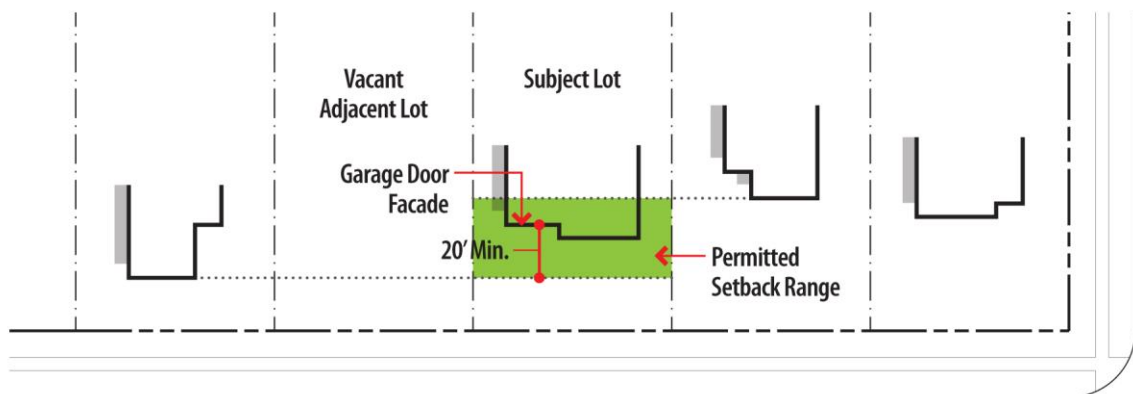 Vacant
Adjacent Lot
Subject Lot
Garage Door
Facade
20' Min.
Permitted
Setback Range